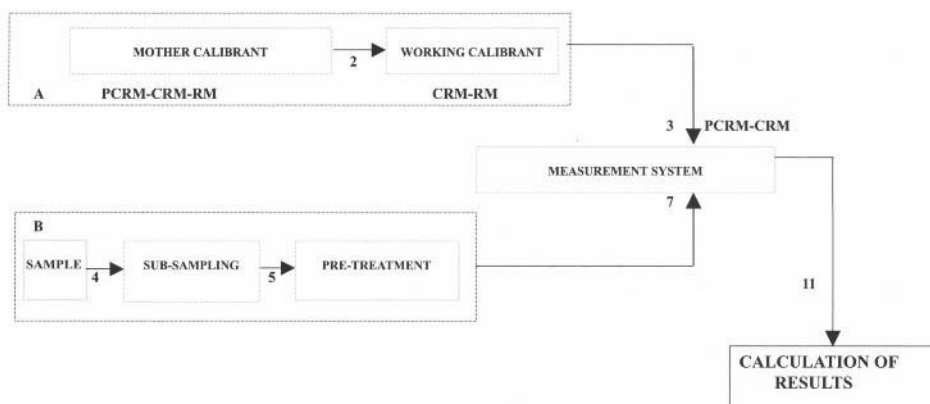 MOTHER CALIBRANT
2
WORKING CALIBRANT
A
PCRM-CRM-RM
CRM-RM
3
PCRM-CRM
MEASUREMENT SYSTEM
7
B
SAMPLE
4
SUB-SAMPLING
5
PRE-TREATMENT
11
CALCULATION OF
RESULTS